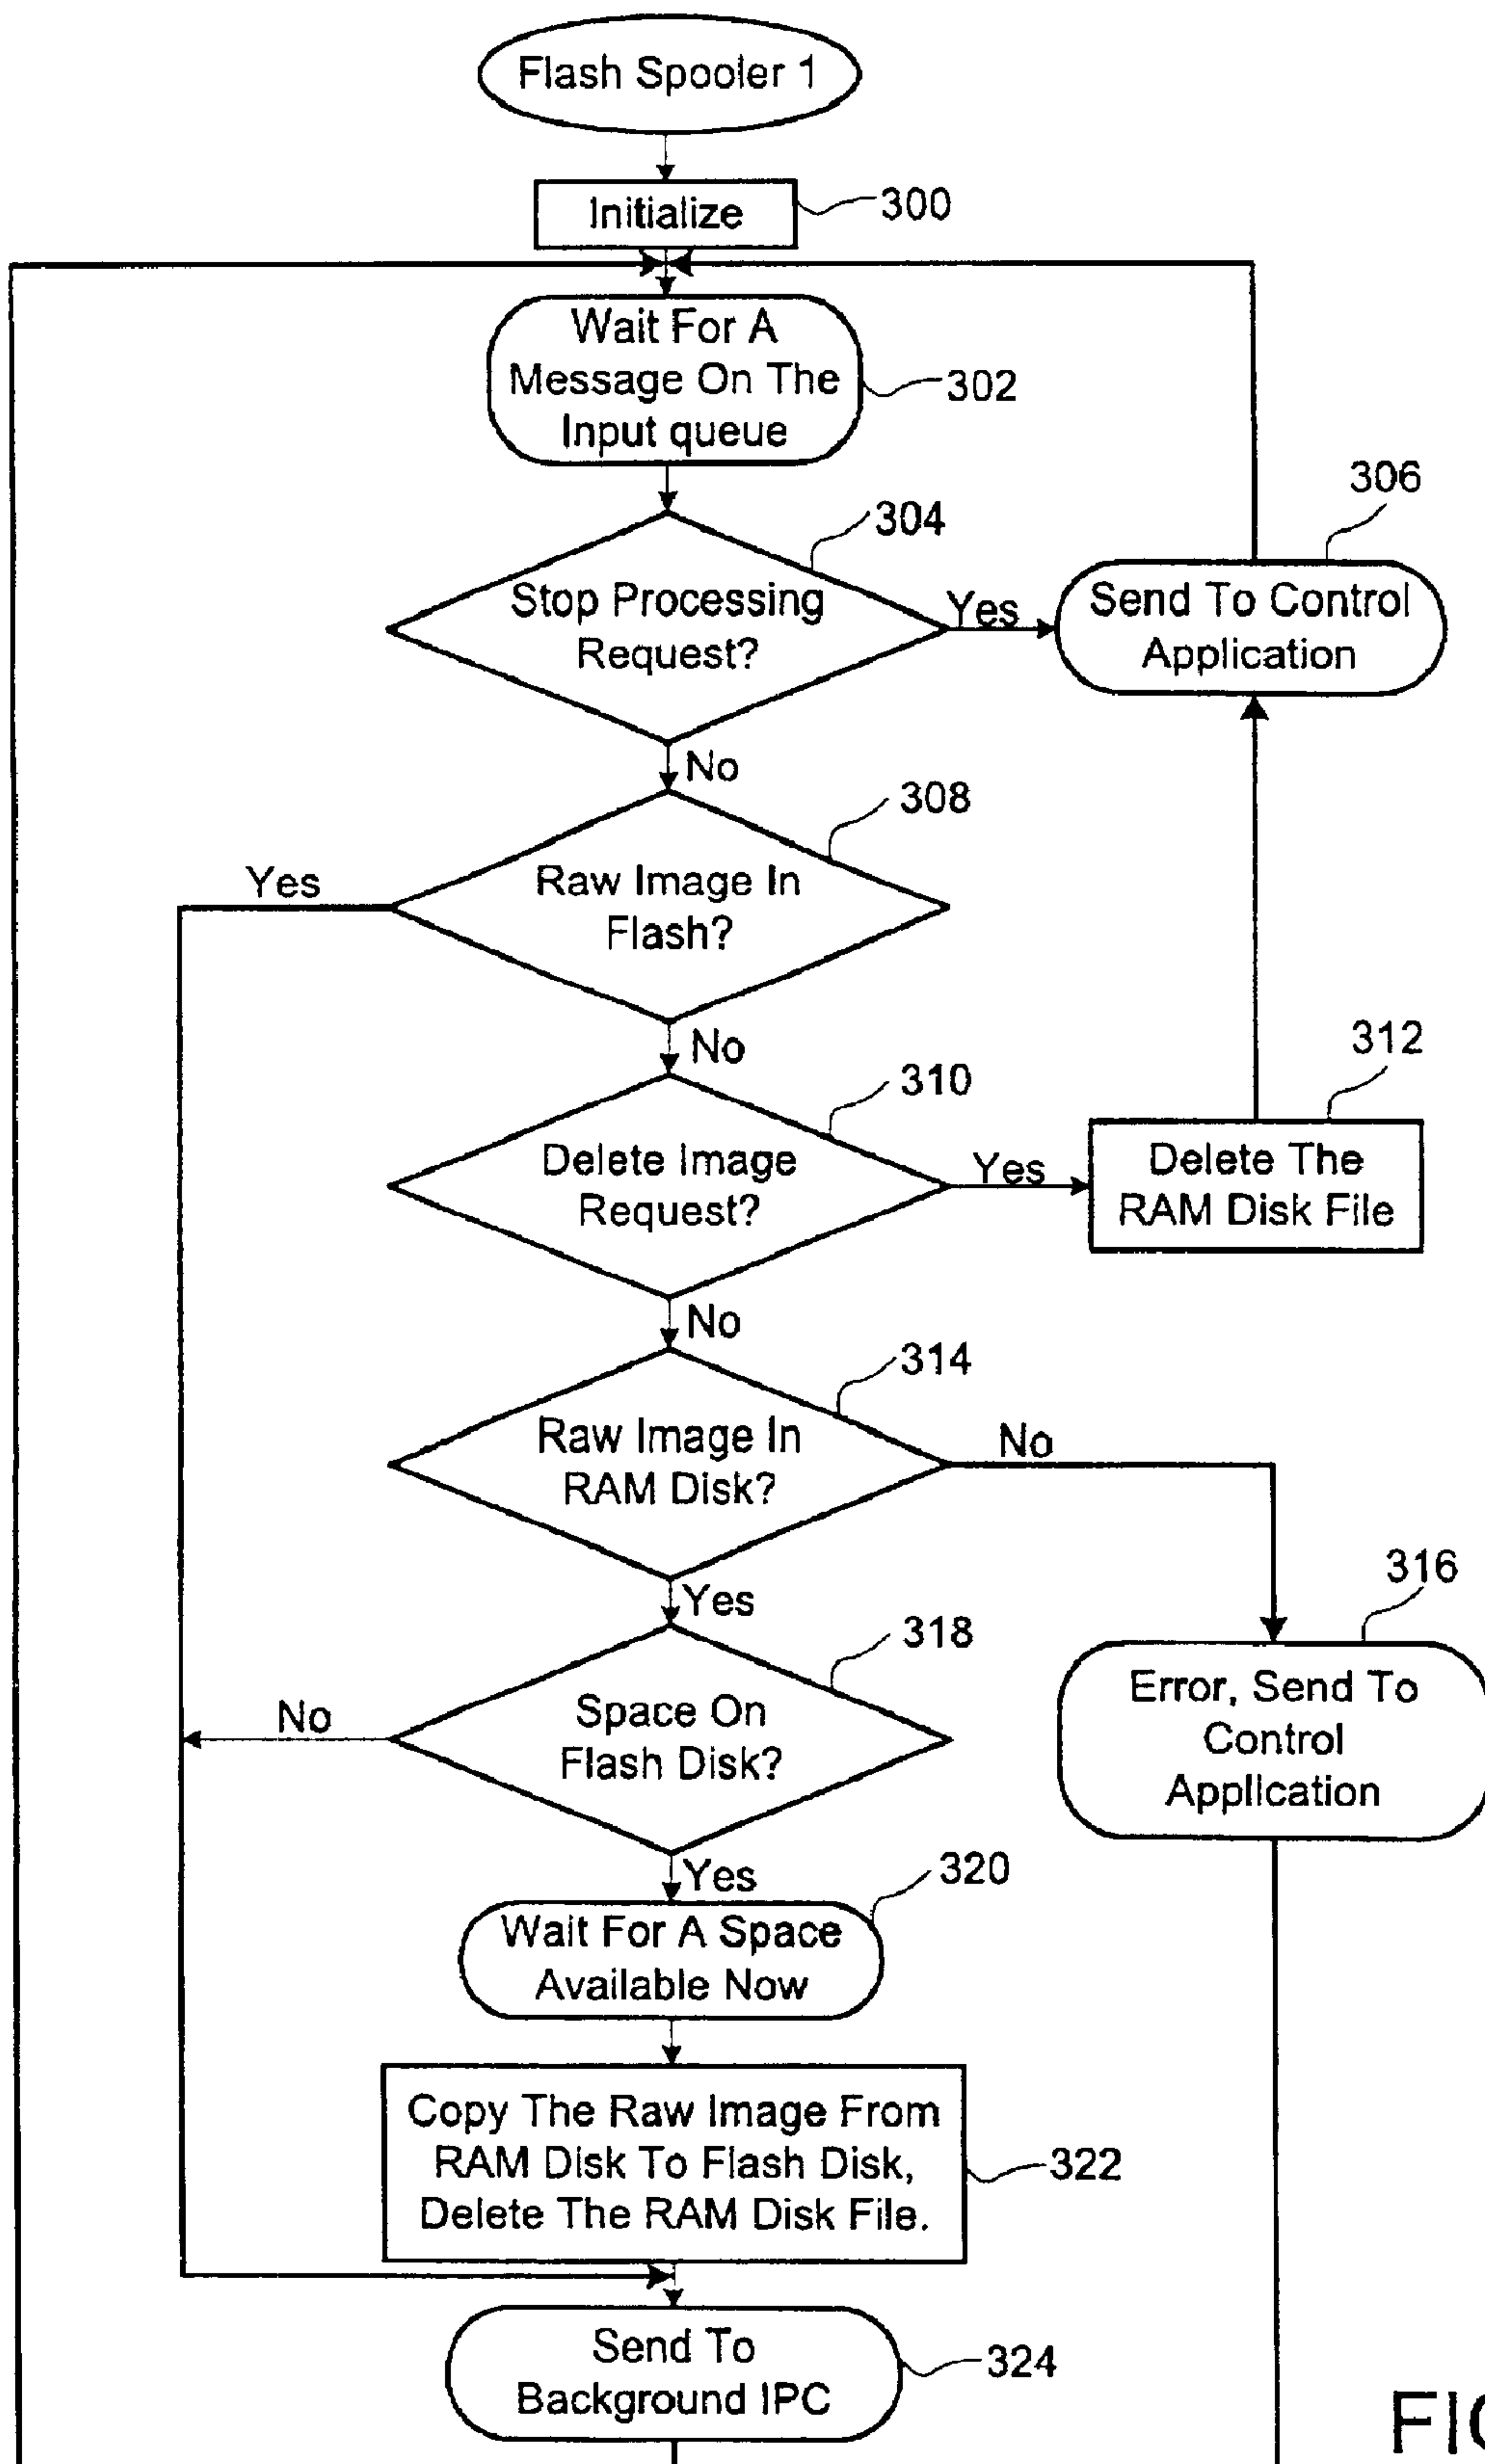 Flash Spooler 1
Initialize
300
Wait For A
Message On The
Input queue
302
304
Stop Processing
Request?
Yes
306
Send To Control
Application
No
308
Raw Image In
Flash?
Yes
No
310
Delete Image
Request?
Yes
312
Delete The
RAM Disk File
No
314
Raw Image In
RAM Disk?
No
316
Error, Send To
Control
Application
Yes
318
Space On
Flash Disk?
No
Yes
320
Wait For A Space
Available Now
Copy The Raw Image From
RAM Disk To Flash Disk,
Delete The RAM Disk File.
322
Send To
Background IPC
324